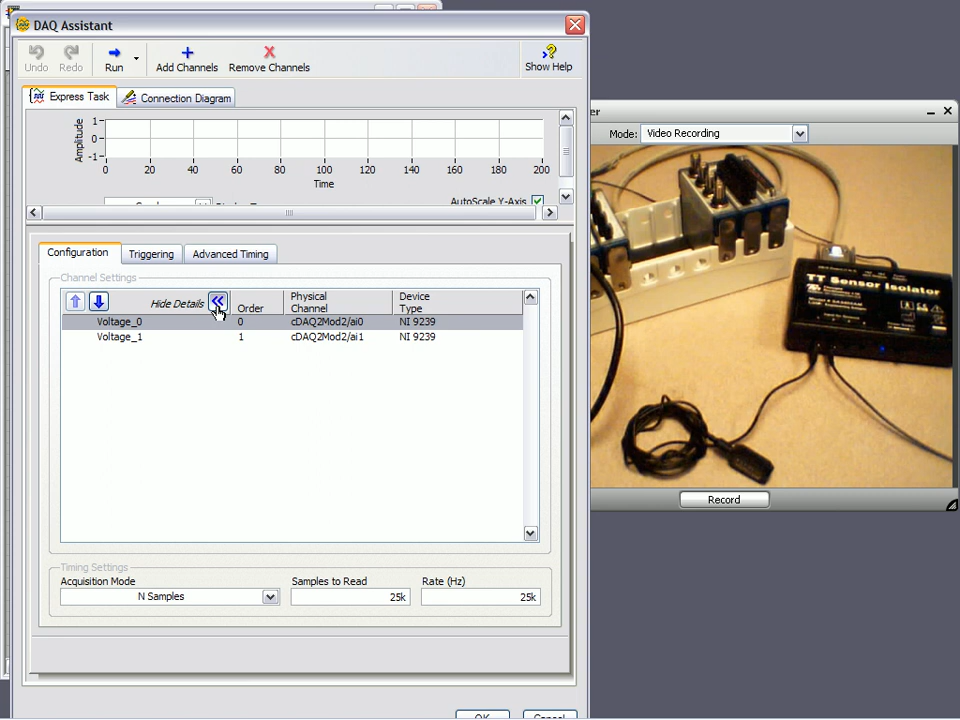 DAQ Assistant
Undo Redo Run Add Channels Remove Channels Show Help
Express Task Connection Diagram
Amplitude
1
0
-1
0 20 40 60 80 100 120 140 160 180 200
Time
AutoScale Y-Axis
Configuration Triggering Advanced Timing
Channel Settings
Hide Details Order Physical Channel Device Type
Voltage_0 0 cDAQ2Mod2/ai0 NI 9239
Voltage_1 1 cDAQ2Mod2/ai1 NI 9239
Timing Settings
Acquisition Mode Samples to Read Rate (Hz)
N Samples 25k 25k
OK Cancel
Mode: Video Recording
TT Sensor Isolator
Record